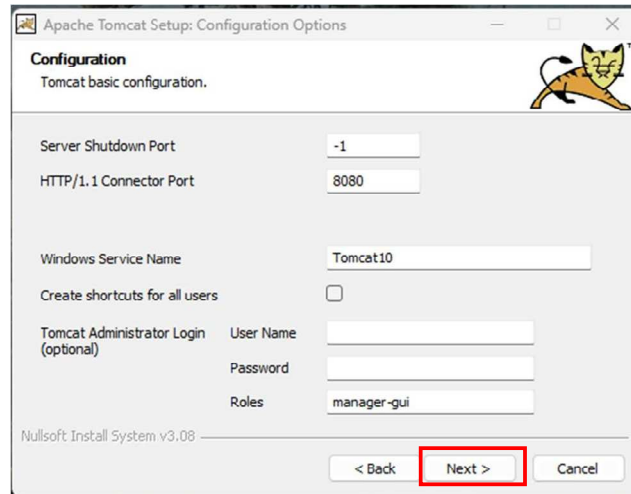 Apache Tomcat Setup: Configuration Options
Configuration
Tomcat basic configuration.
Server Shutdown Port -1
HTTP/1.1 Connector Port 8080
Windows Service Name Tomcat10
Create shortcuts for all users
Tomcat Administrator Login User Name
(optional)
Password
Roles manager-gui
Nullsoft Install System v3.08
< Back Next > Cancel